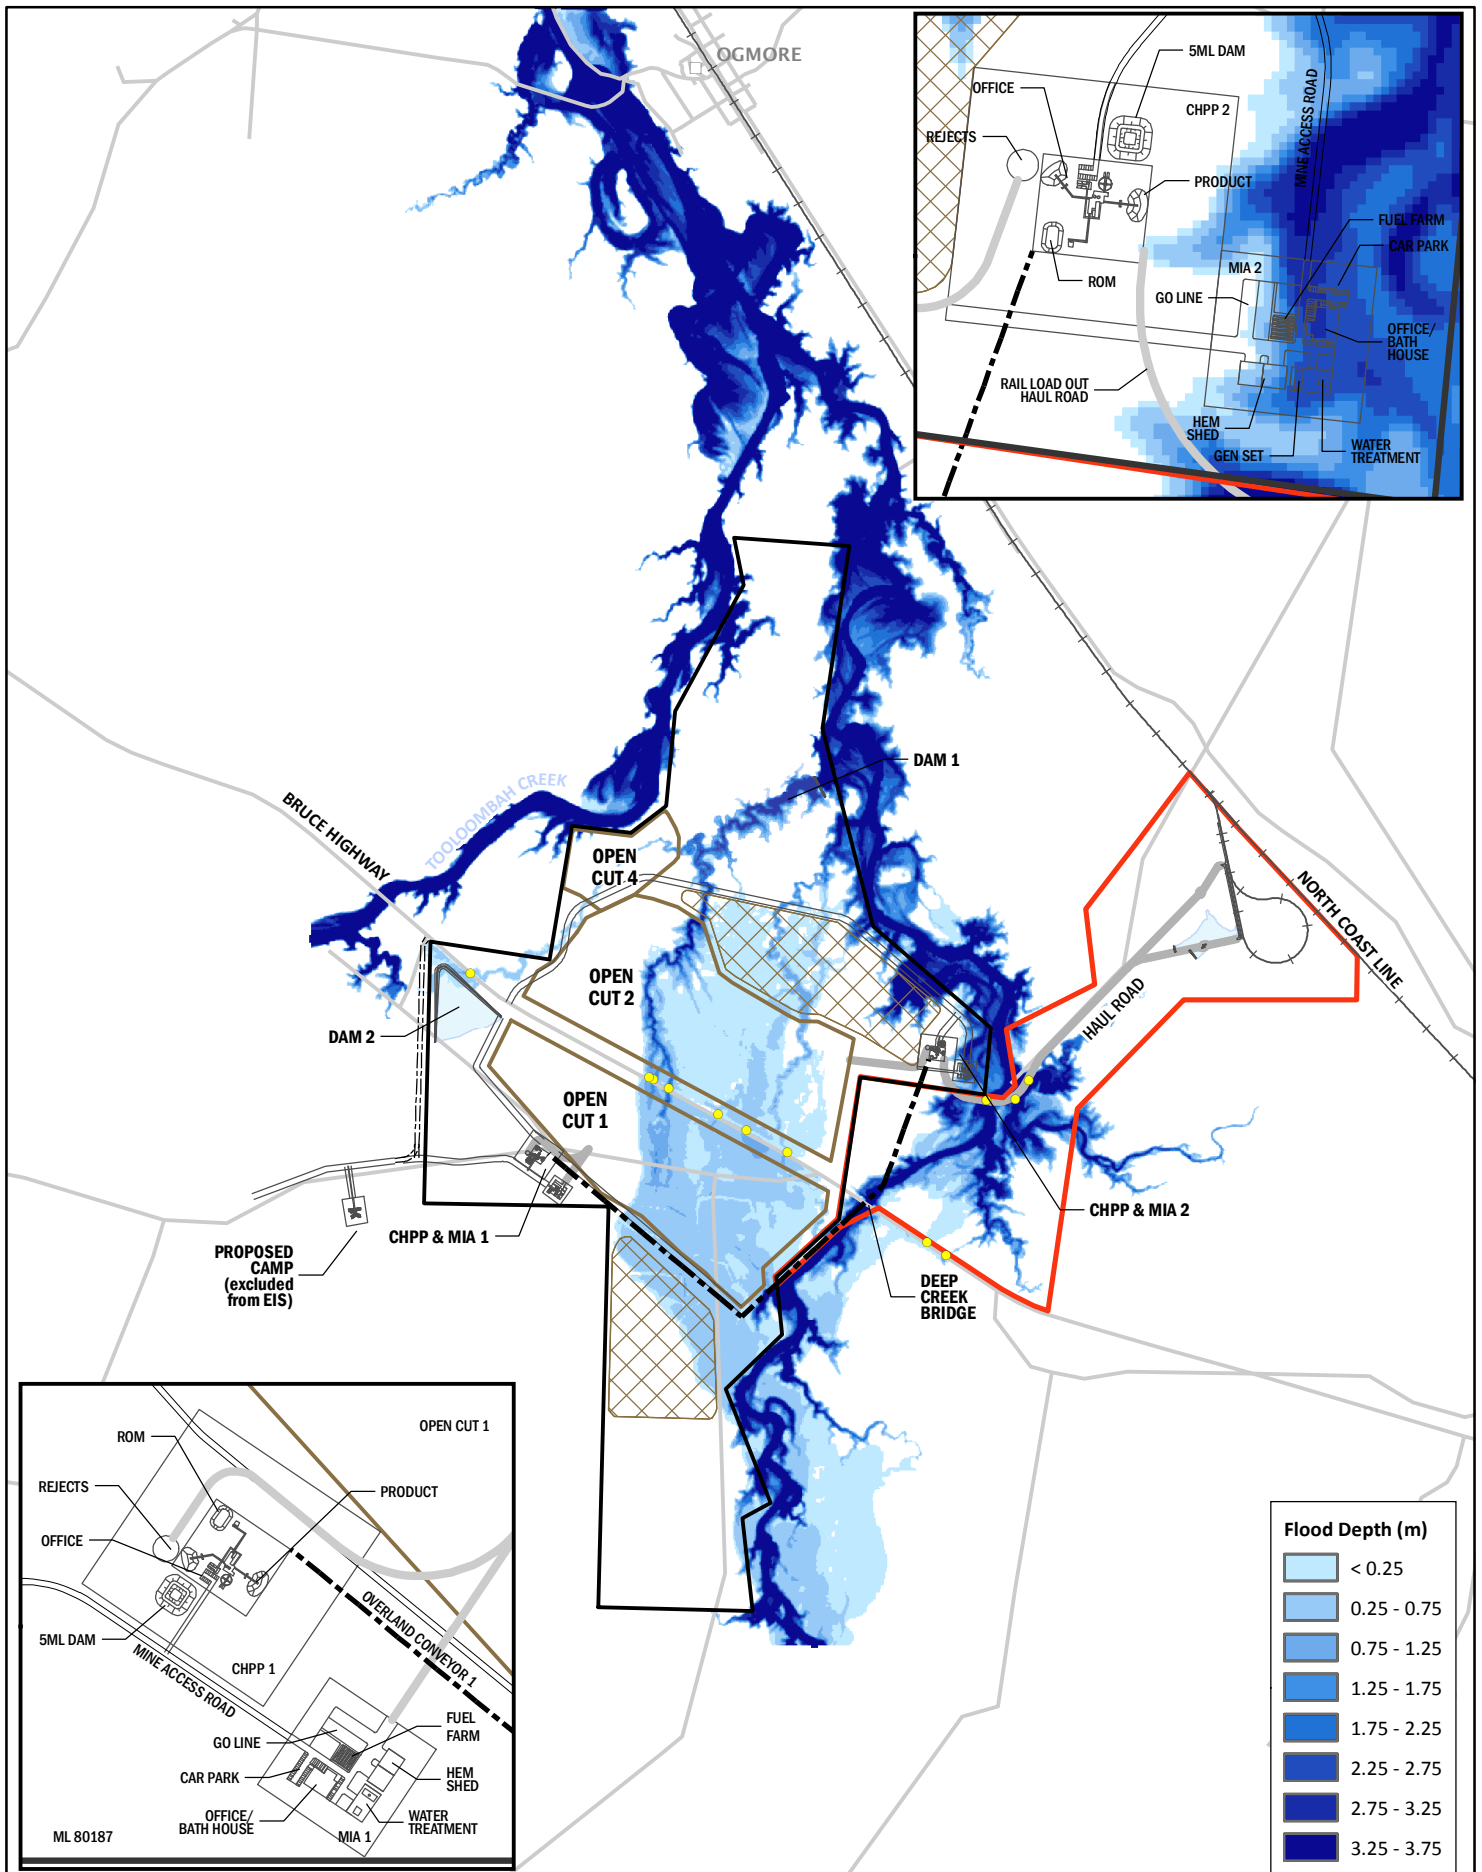 OGMORE
5ML DAM
OFFICE
CHPP 2
REJECTS
MINE ACCESS ROAD
PRODUCT
FUEL FARM
CAR PARK
MIA 2
ROM
GO LINE
OFFICE/
BATH
HOUSE
RAIL LOAD OUT
HAUL ROAD
HEM
SHED
GEN SET
WATER
TREATMENT
DAM 1
TOOLOOMBAH CREEK
BRUCE HIGHWAY
OPEN
CUT 4
NORTH COAST LINE
OPEN
CUT 2
HAUL ROAD
DAM 2
OPEN
CUT 1
CHPP & MIA 2
CHPP & MIA 1
PROPOSED
CAMP
(excluded
from EIS)
DEEP
CREEK
BRIDGE
OPEN CUT 1
ROM
REJECTS
PRODUCT
OFFICE
OVERLAND CONVEYOR 1
5ML DAM
MINE ACCESS ROAD
CHPP 1
FUEL
FARM
GO LINE
CAR PARK
HEM
SHED
OFFICE/
BATH HOUSE
WATER
TREATMENT
ML 80187
MIA 1
Flood Depth (m)
< 0.25
0.25 - 0.75
0.75 - 1.25
1.25 - 1.75
1.75 - 2.25
2.25 - 2.75
2.75 - 3.25
3.25 - 3.75